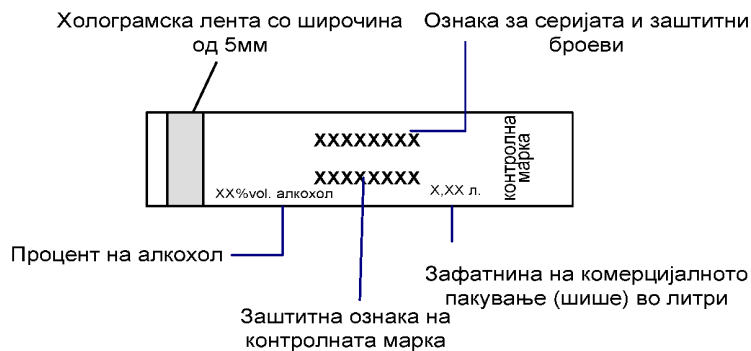 Холограмска лента со широчина
од 5мм
Ознака за серијата и заштитни
броеви
XXXXXXXX
XXXXXXXX
XX%vol. алкохол
X,XX л.
контролна
марка
Процент на алкохол
Зафатнина на комерцијалното
пакување (шише) во литри
Заштитна ознака на
контролната марка